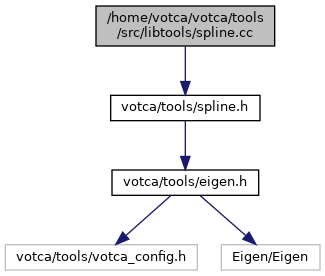 /home/votca/votca/tools
/src/libtools/spline.cc
votca/tools/spline.h
votca/tools/eigen.h
votca/tools/votca_config.h
Eigen/Eigen